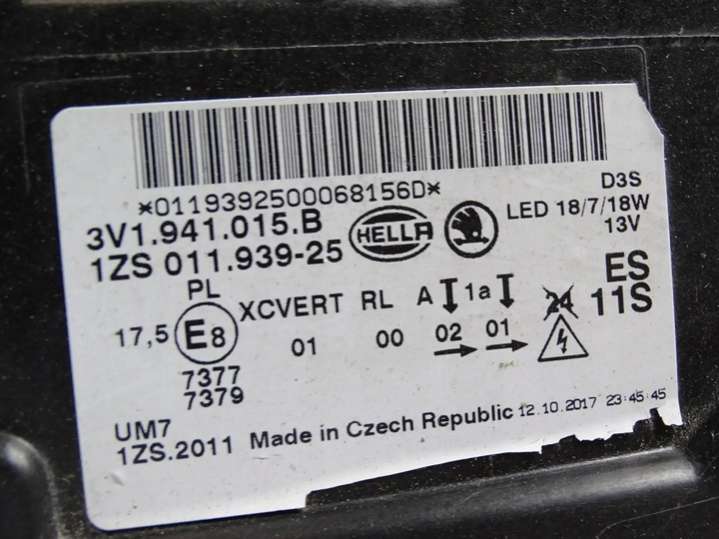 *0119392500068156D*
3V1.941.015.B
1ZS 011.939-25
HELLA
D3S
LED 18/7/18W
13V
ES
11S
24
PL
17,5 E8 XCVERT RL A 1a
01 00 02 01
7377
7379
UM7
1ZS.2011 Made in Czech Republic 12.10.2017 23:45:45